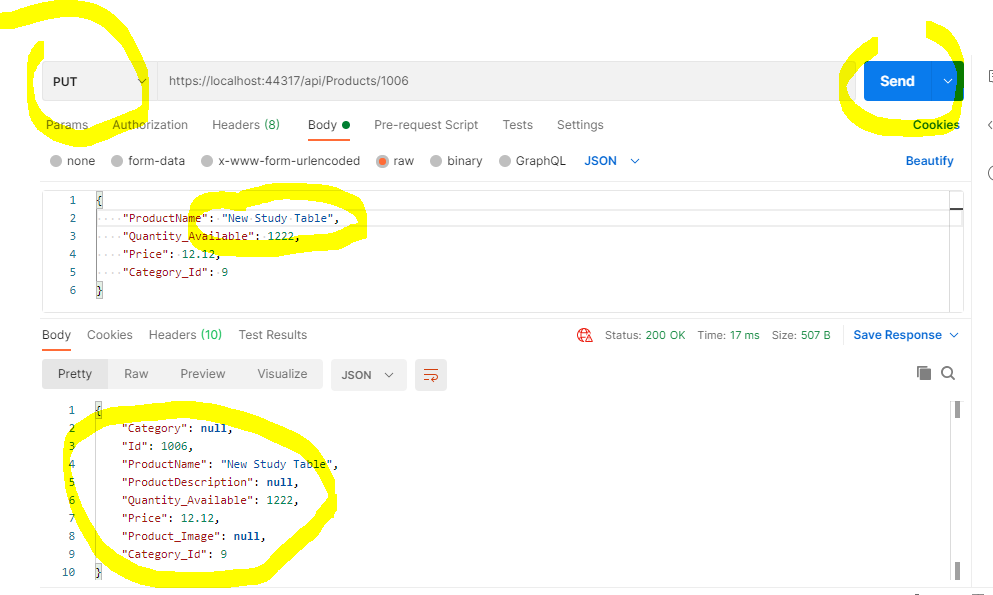 PUT https://localhost:44317/api/Products/1006 Send
Params Authorization Headers (8) Body Pre-request Script Tests Settings Cookies
none form-data x-www-form-urlencoded raw binary GraphQL JSON Beautify
1 {
2 "ProductName": "New Study Table",
3 "Quantity_Available": 1222,
4 "Price": 12.12,
5 "Category_Id": 9
6 }
Body Cookies Headers (10) Test Results Status: 200 OK Time: 17 ms Size: 507 B Save Response
Pretty Raw Preview Visualize JSON
1 {
2 "Category": null,
3 "Id": 1006,
4 "ProductName": "New Study Table",
5 "ProductDescription": null,
6 "Quantity_Available": 1222,
7 "Price": 12.12,
8 "Product_Image": null,
9 "Category_Id": 9
10 }